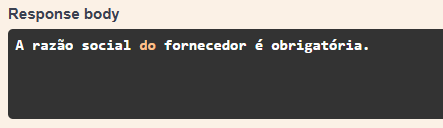 Response body
A razão social do fornecedor é obrigatória.